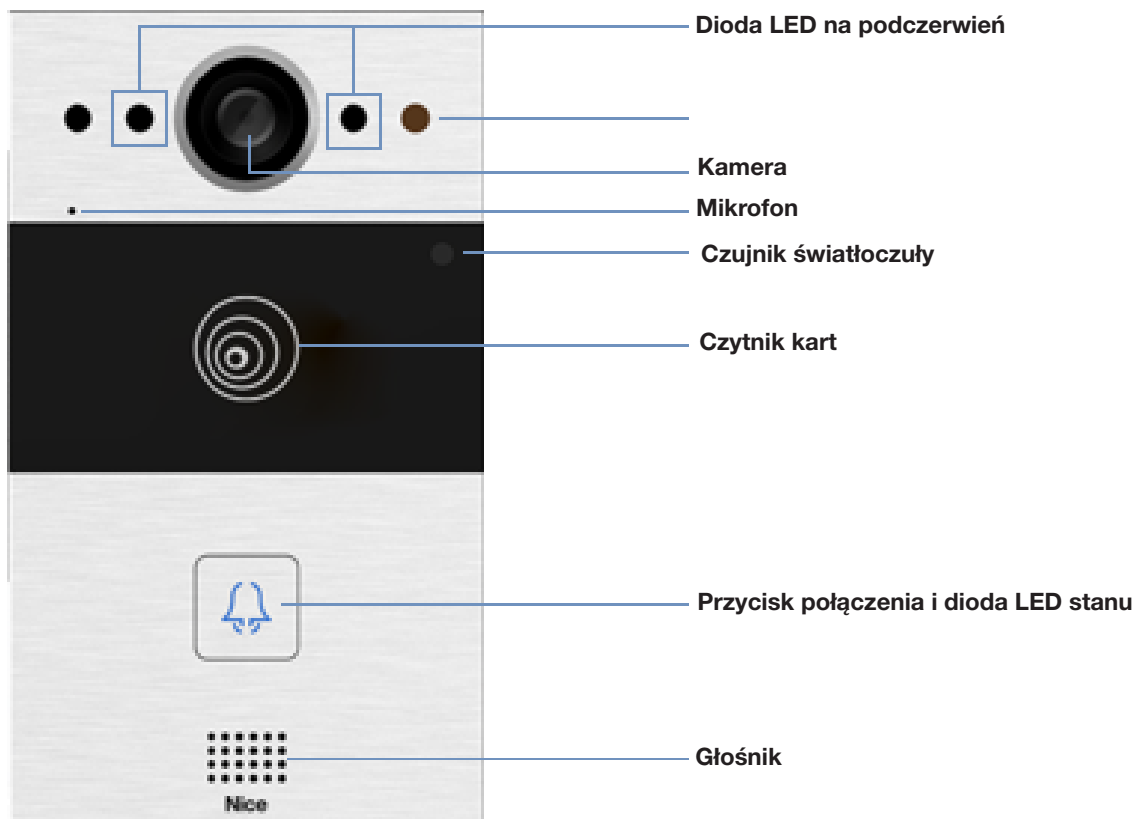 Dioda LED na podczerwień
Kamera
Mikrofon
Czujnik światłoczuły
Czytnik kart
Przycisk połączenia i dioda LED stanu
Głośnik
Nice